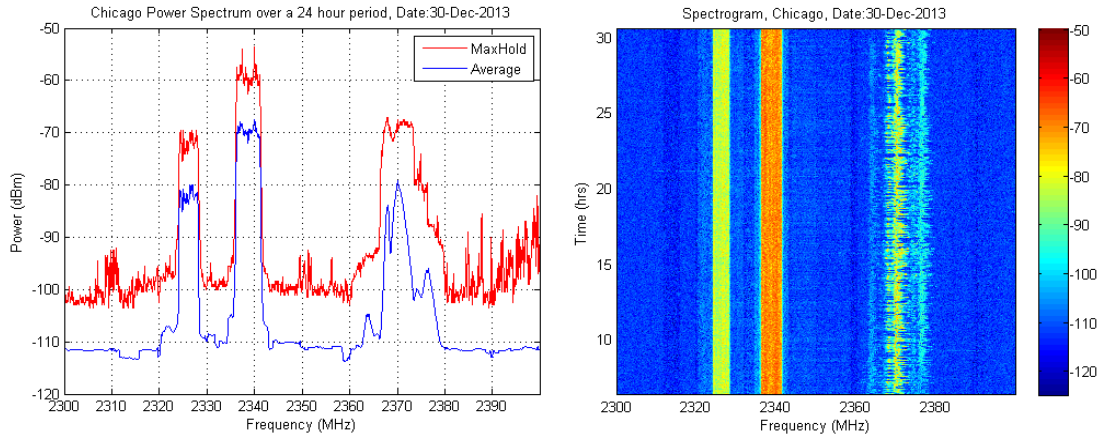 Chicago Power Spectrum over a 24 hour period, Date:30-Dec-2013
-50
-60
-70
-80
-90
-100
-110
-120
Power (dBm)
MaxHold
Average
2300 2310 2320 2330 2340 2350 2360 2370 2380 2390
Frequency (MHz)
Spectrogram, Chicago, Date:30-Dec-2013
30
25
20
15
10
Time (hrs)
2300 2320 2340 2360 2380
Frequency (MHz)
-50
-60
-70
-80
-90
-100
-110
-120